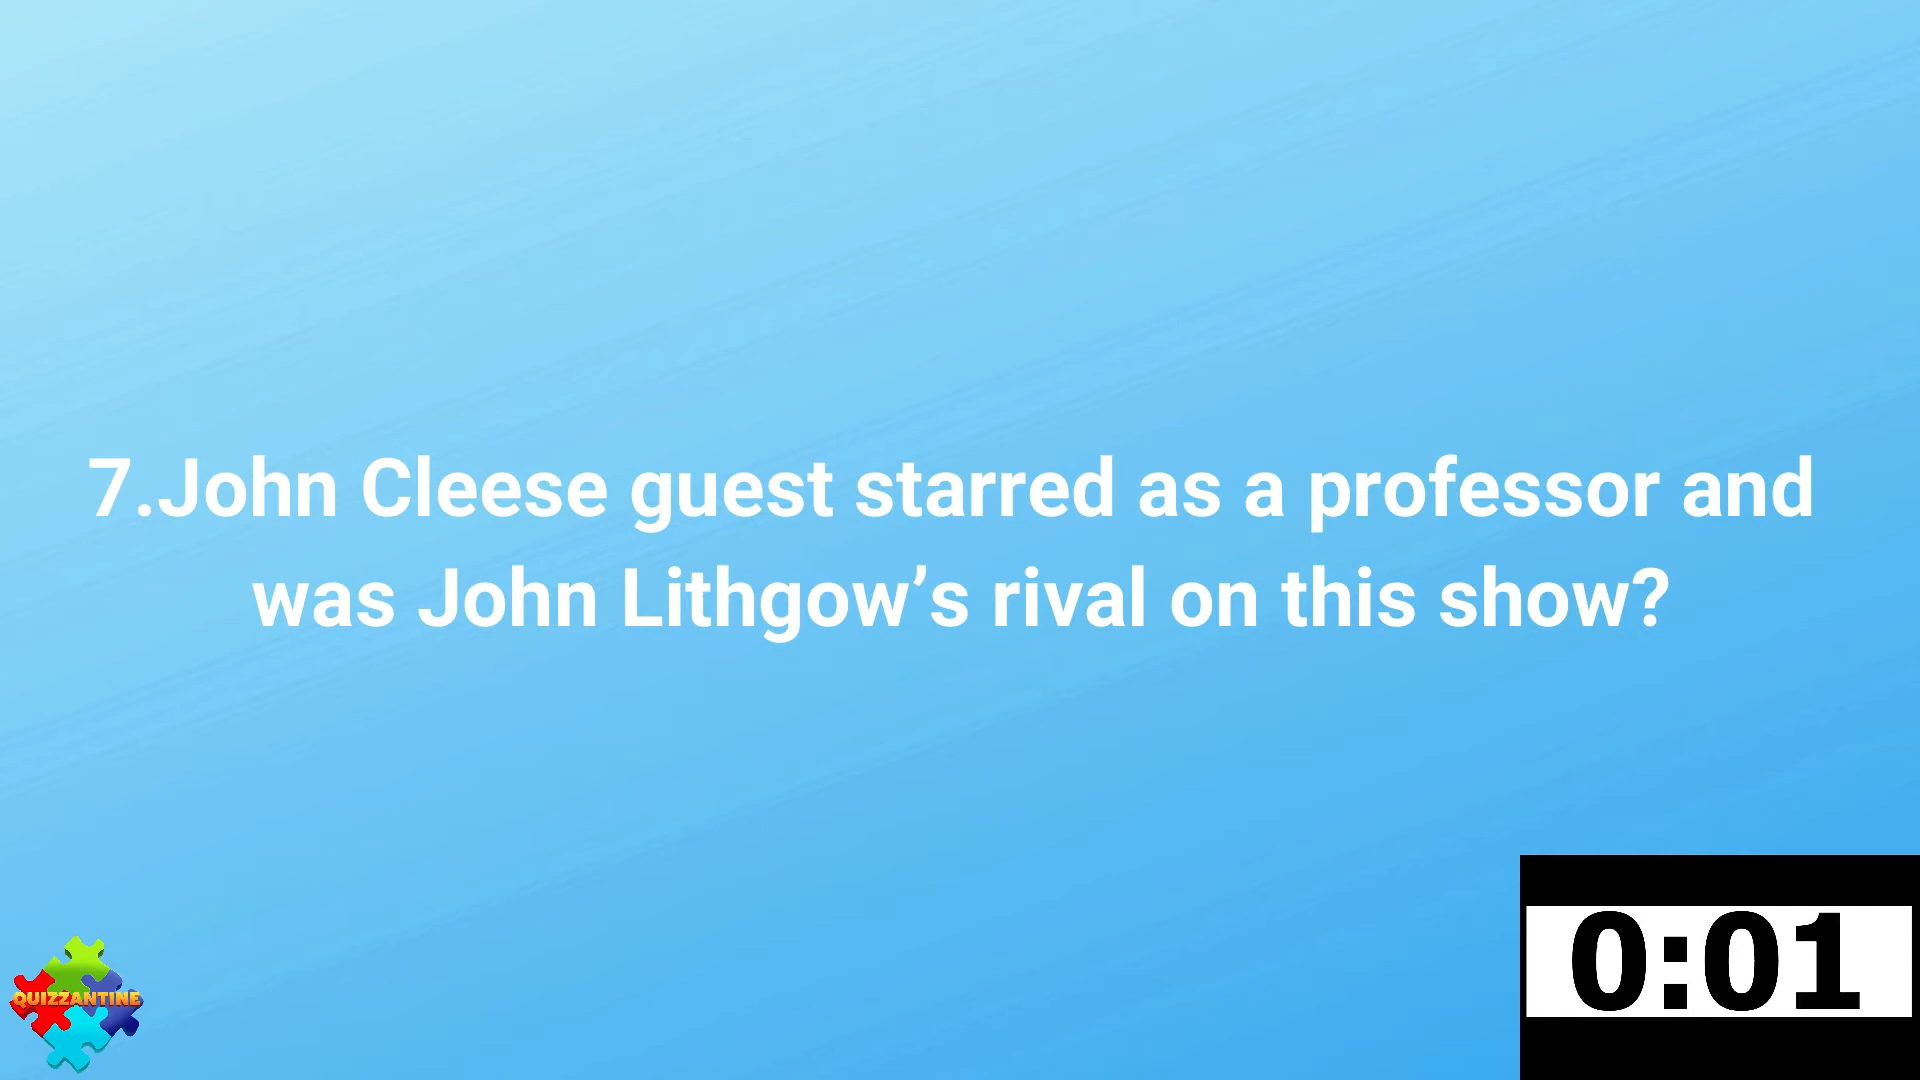 7.John Cleese guest starred as a professor and
was John Lithgow’s rival on this show?
0:01
QUIZZANTINE